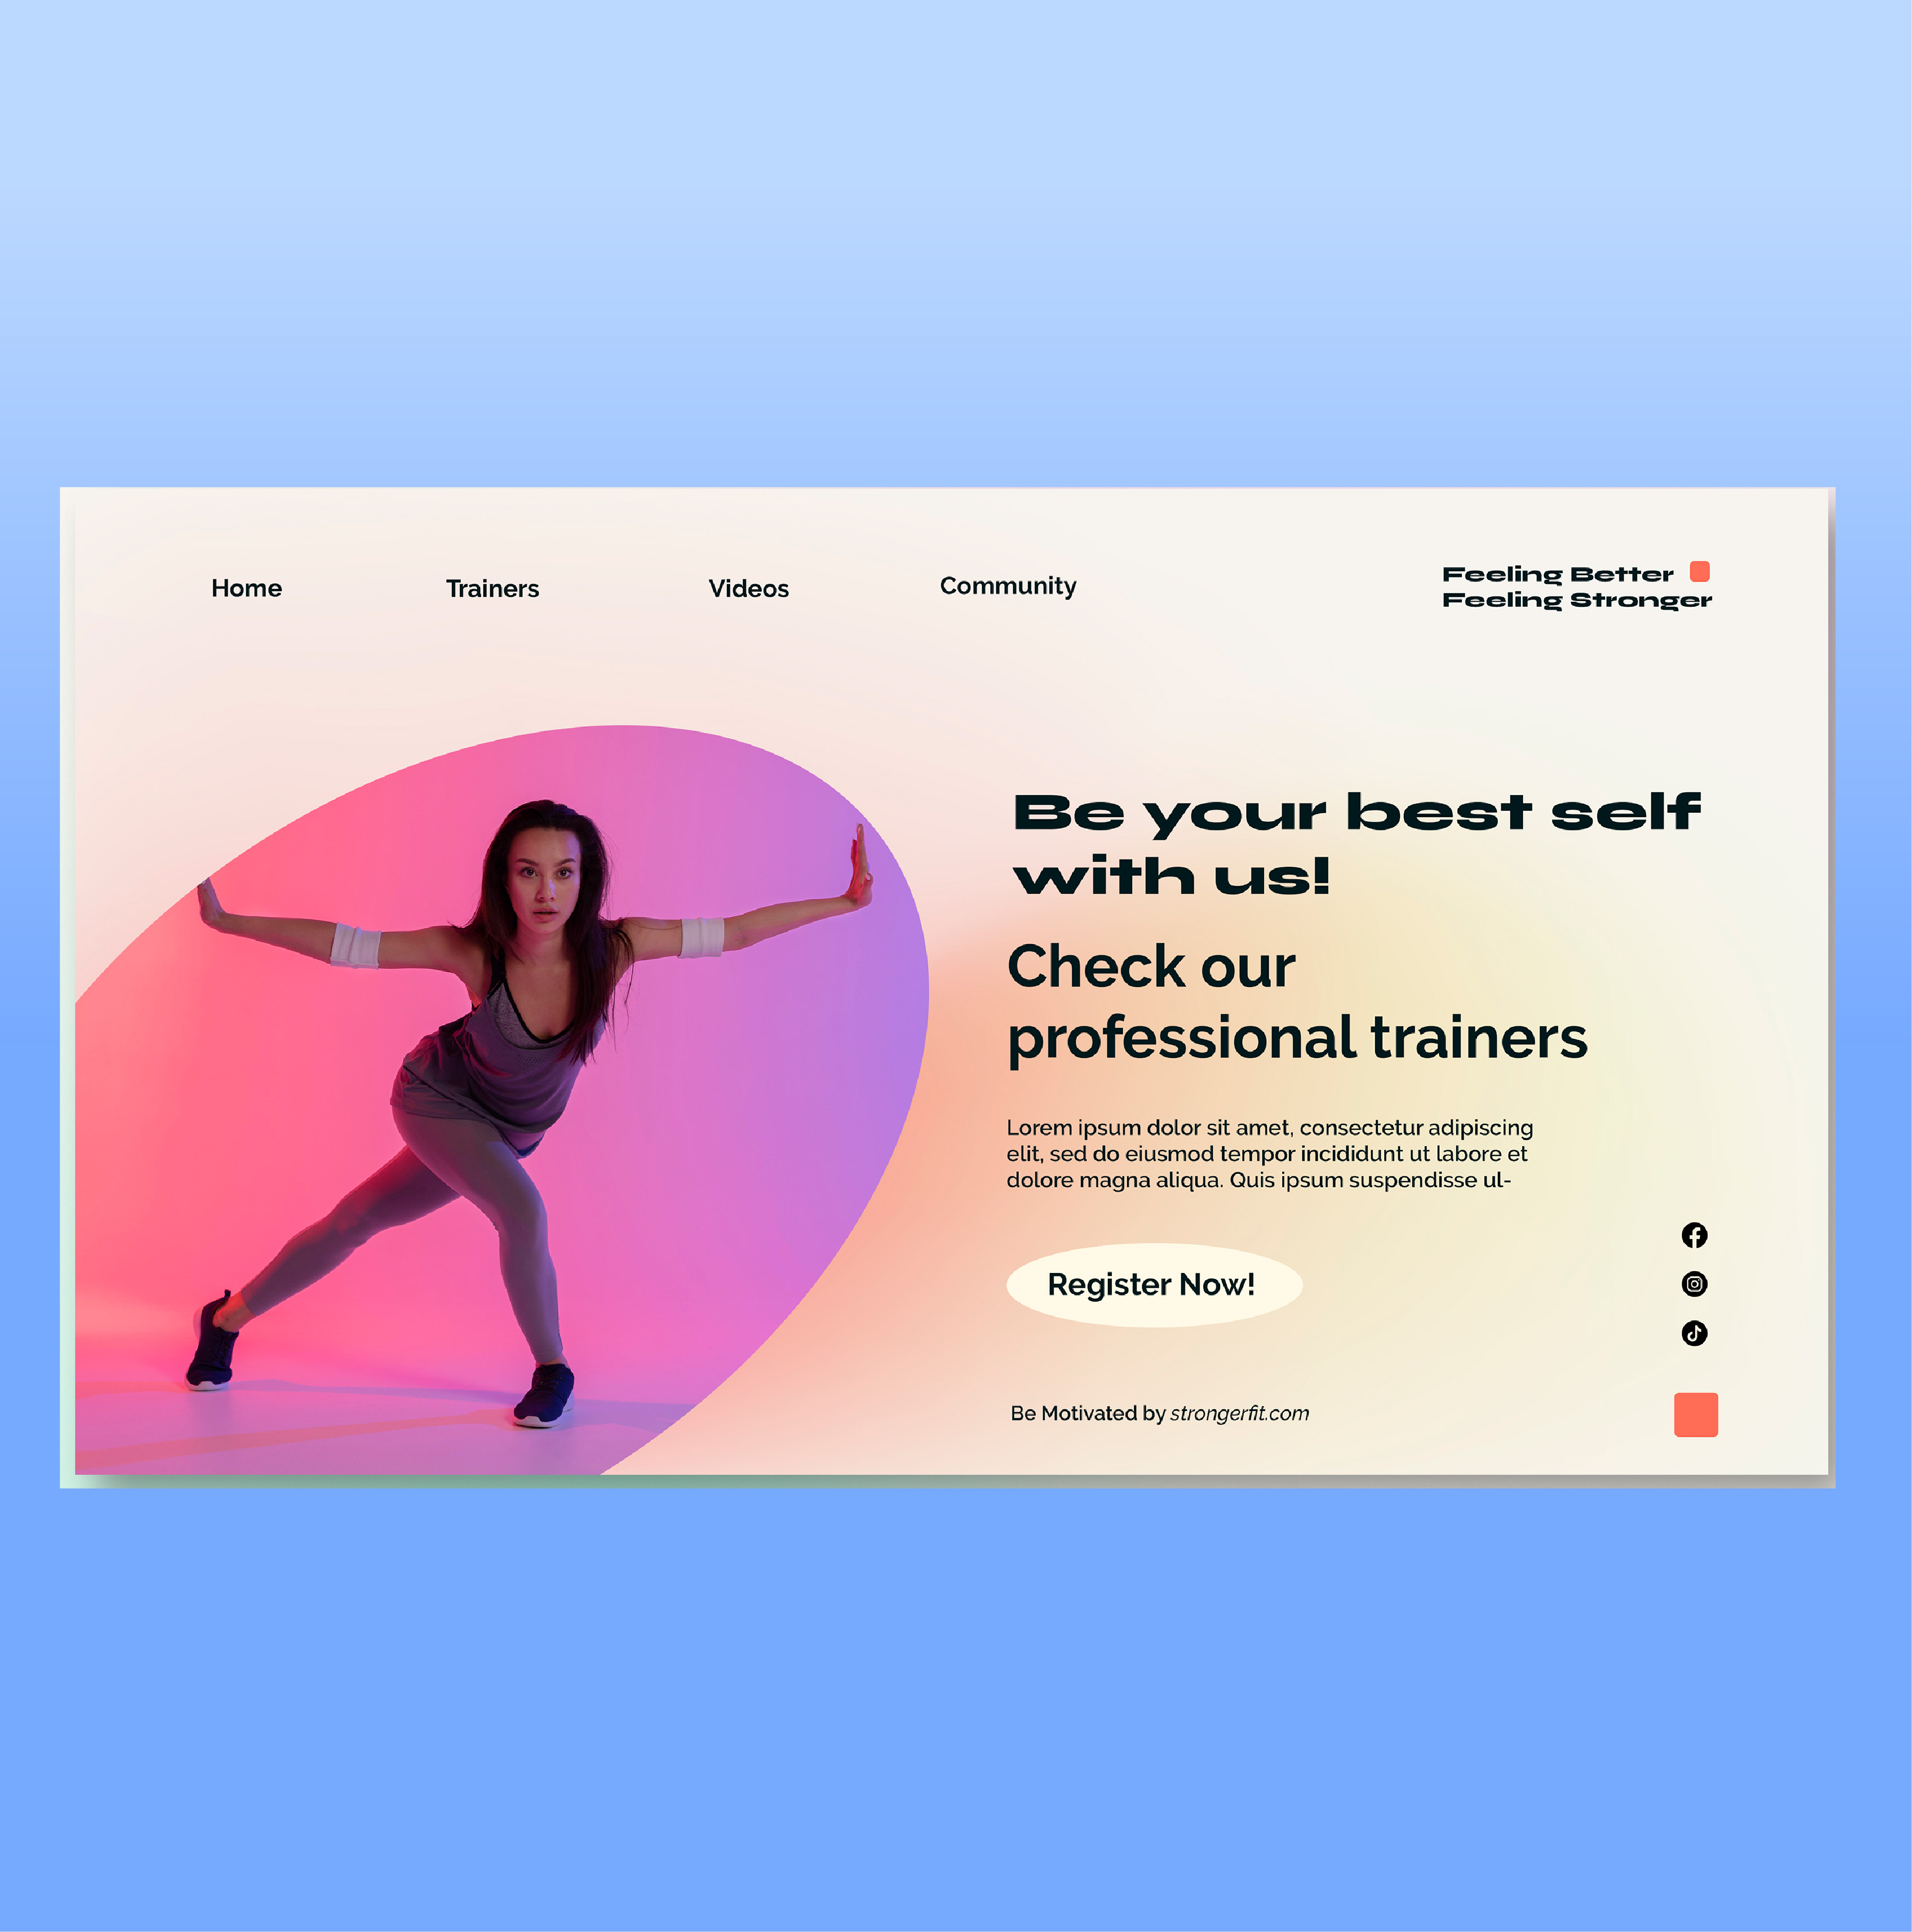 Home
Trainers
Videos
Community
Feeling Better
Feeling Stronger
Be your best self
with us!
Check our
professional trainers
Lorem ipsum dolor sit amet, consectetur adipiscing
elit, sed do eiusmod tempor incididunt ut labore et
dolore magna aliqua. Quis ipsum suspendisse ul-
Register Now!
Be Motivated by strongerfit.com